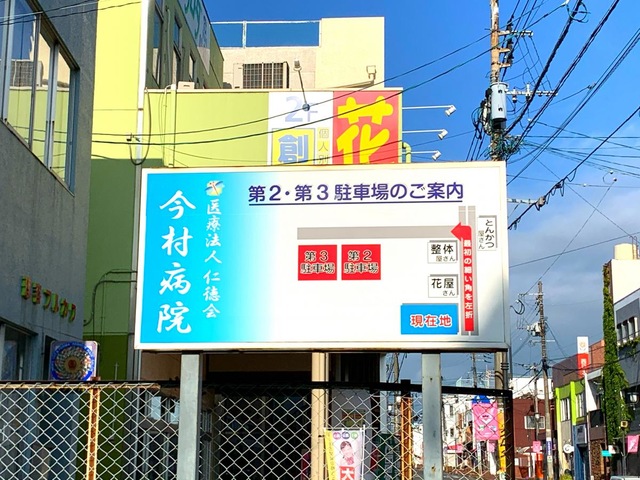 2F
創
個人
花
第2・第3 駐車場のご案内
医療法人 仁徳会
今村病院
とんかつ
屋さん
整体
屋さん
第3
駐車場
第2
駐車場
花屋
さん
最初の細い角を左折
現在地